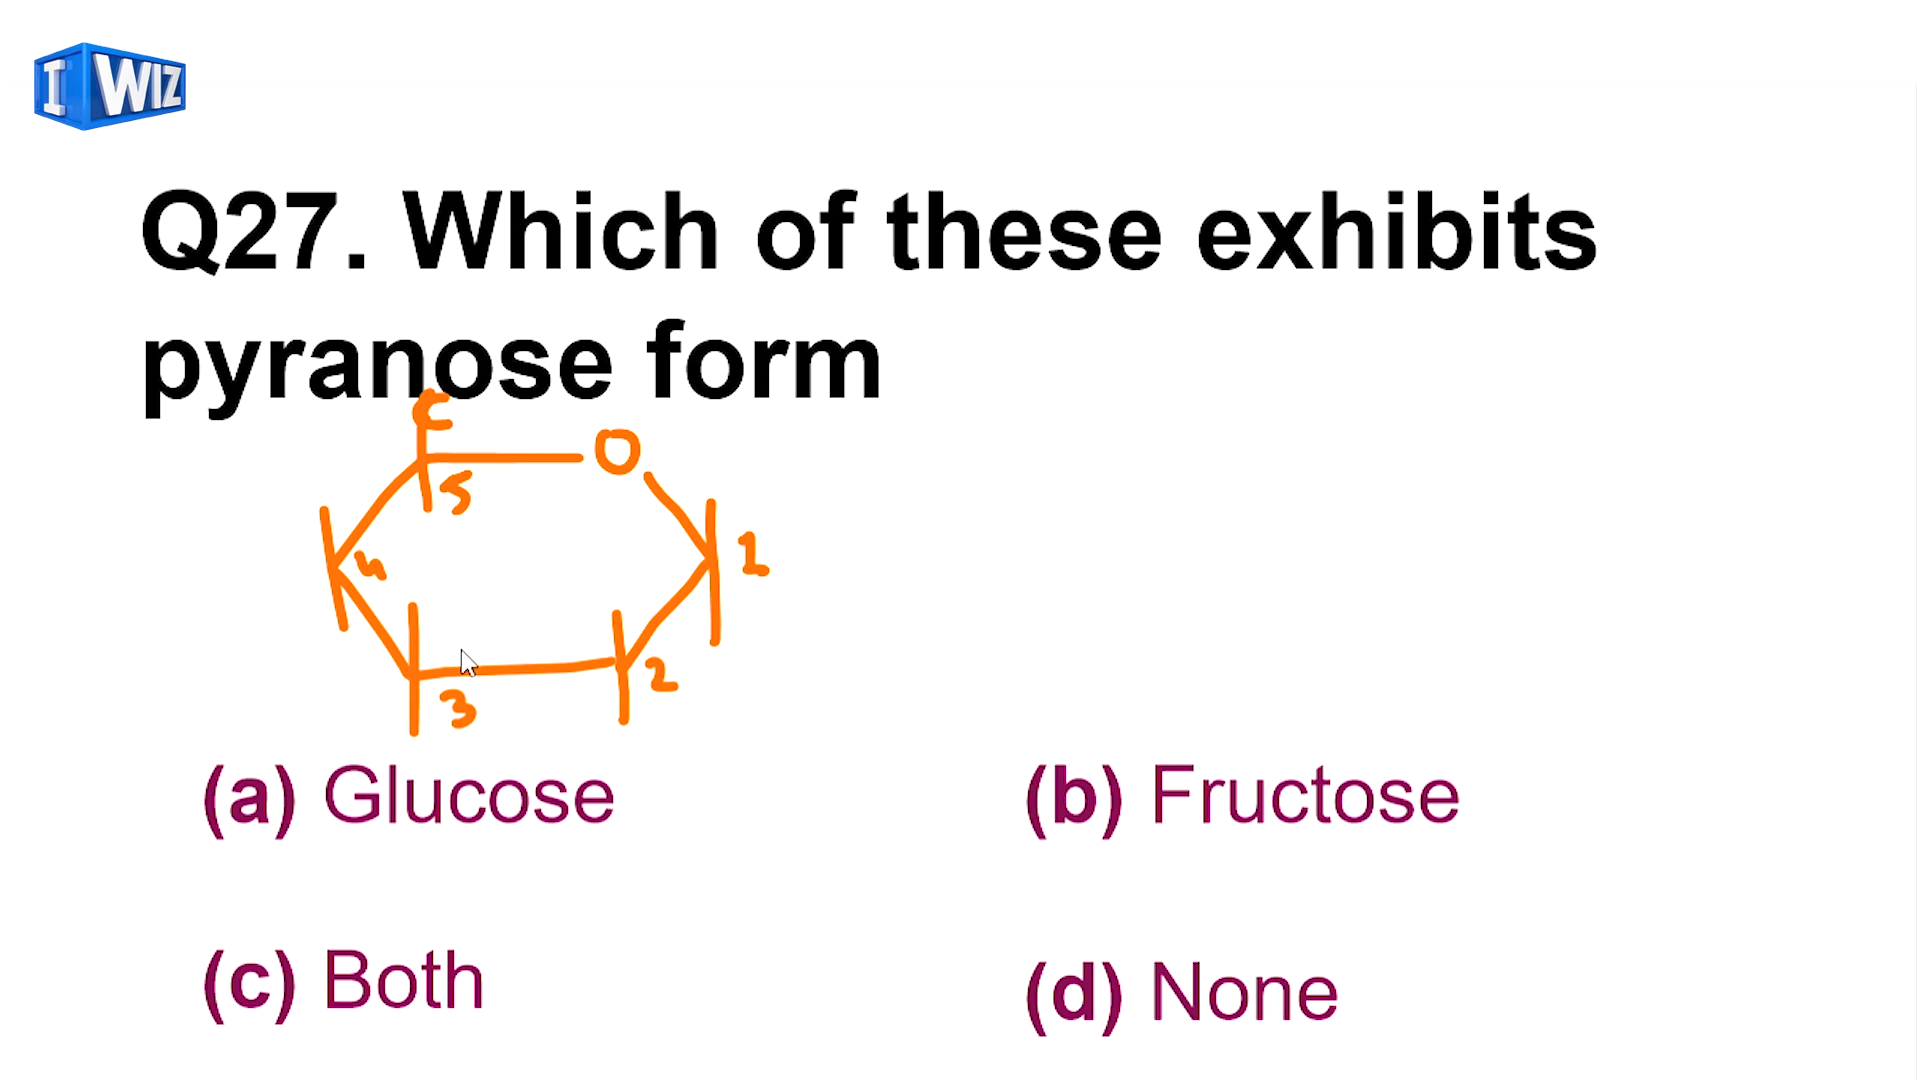 I WIZ
Q27. Which of these exhibits
pyranose form
C
O
5
4
1
2
3
(a) Glucose
(b) Fructose
(c) Both
(d) None